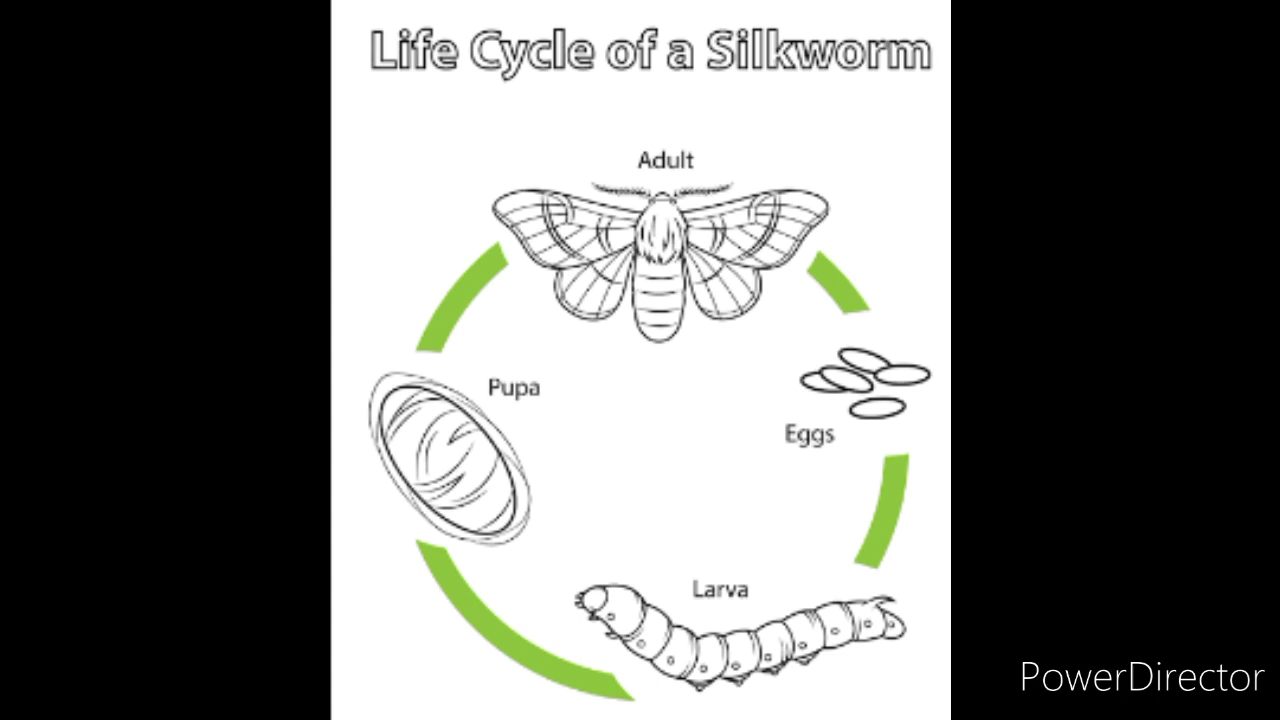 Life Cycle of a Silkworm
Adult
Pupa
Eggs
Larva
PowerDirector